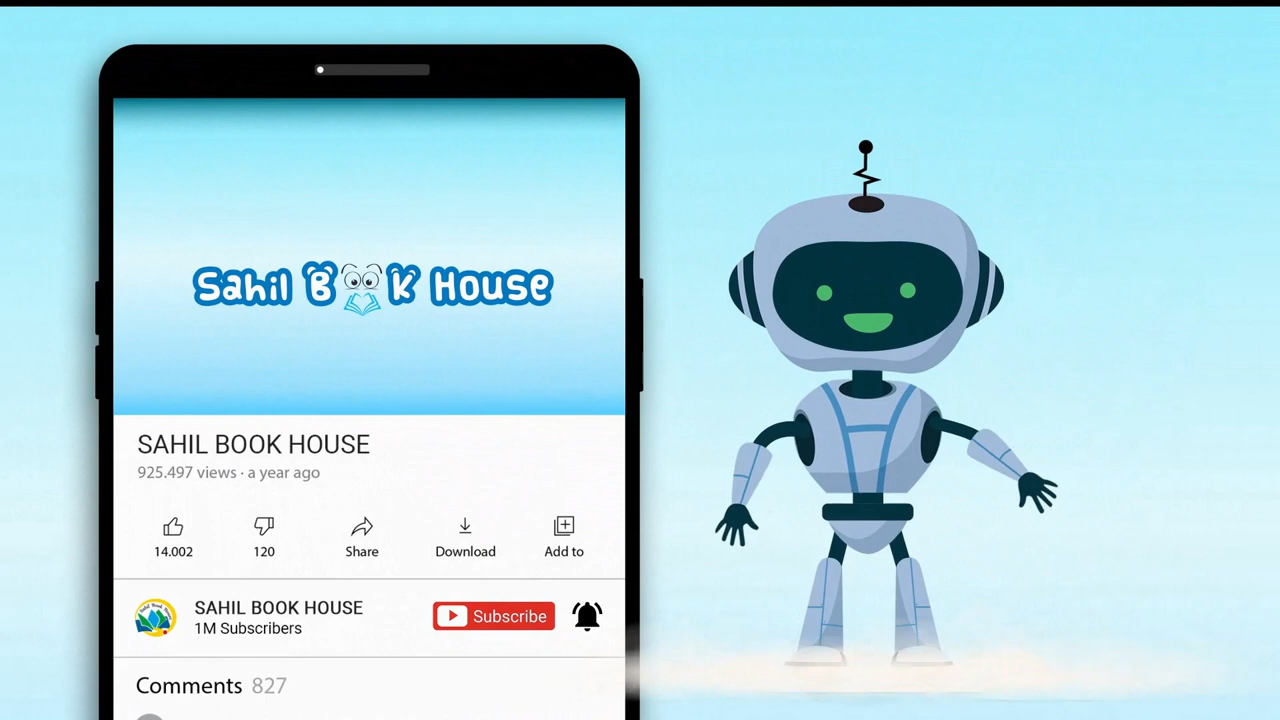 Sahil Book House
SAHIL BOOK HOUSE
925.497 views · a year ago
14.002
120
Share
Download
Add to
SAHIL BOOK HOUSE
1M Subscribers
Subscribe
Comments 827